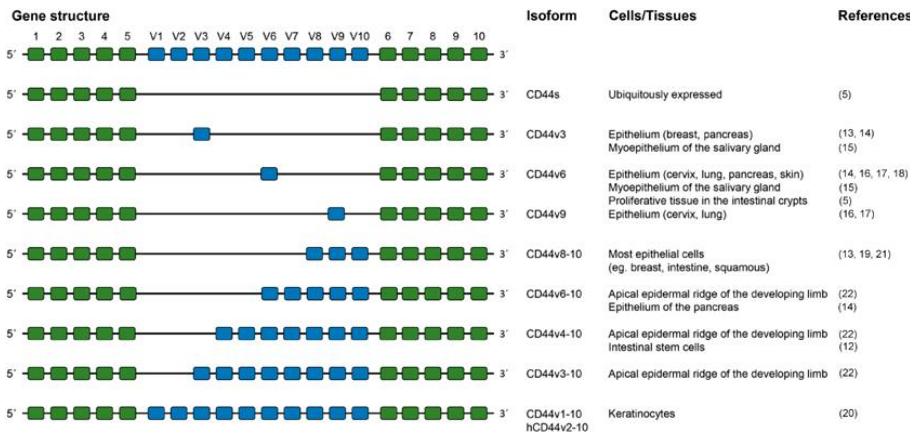 Gene structure Isoform Cells/Tissues References
1 2 3 4 5 V1 V2 V3 V4 V5 V6 V7 V8 V9 V10 6 7 8 9 10
5´ 3´
5´ 3´ CD44s Ubiquitously expressed (5)
5´ 3´ CD44v3 Epithelium (breast, pancreas) (13, 14)
Myoepithelium of the salivary gland (15)
5´ 3´ CD44v6 Epithelium (cervix, lung, pancreas, skin) (14, 16, 17, 18)
Myoepithelium of the salivary gland (15)
Proliferative tissue in the intestinal crypts (5)
5´ 3´ CD44v9 Epithelium (cervix, lung) (16, 17)
5´ 3´ CD44v8-10 Most epithelial cells (13, 19, 21)
(eg. breast, intestine, squamous)
5´ 3´ CD44v6-10 Apical epidermal ridge of the developing limb (22)
Epithelium of the pancreas (14)
5´ 3´ CD44v4-10 Apical epidermal ridge of the developing limb (22)
Intestinal stem cells (12)
5´ 3´ CD44v3-10 Apical epidermal ridge of the developing limb (22)
5´ 3´ CD44v1-10 Keratinocytes (20)
hCD44v2-10